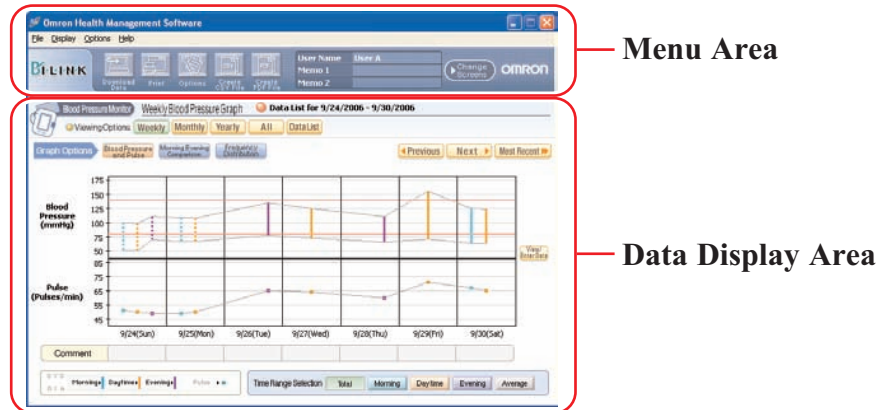 Omron Health Management Software
File Display Options Help
BI-LINK
Download Data Print Options Create CSV File Create PDF File
User Name User A
Memo 1
Memo 2
Change Screens
OMRON
Menu Area
Blood Pressure Monitor Weekly Blood Pressure Graph Data List for 9/24/2006 - 9/30/2006
Viewing Options Weekly Monthly Yearly All Data List
Graph Options Blood Pressure and Pulse Morning Evening Comparison Frequency Distribution Previous Next Most Recent
Blood Pressure (mmHg)
175
150
125
100
75
50
View/Enter Data
Data Display Area
Pulse (Pulses/min)
85
75
65
55
45
9/24(Sun) 9/25(Mon) 9/26(Tue) 9/27(Wed) 9/28(Thu) 9/29(Fri) 9/30(Sat)
Comment
Morning Daytime Evening Pulse
Time Range Selection Total Morning Daytime Evening Average